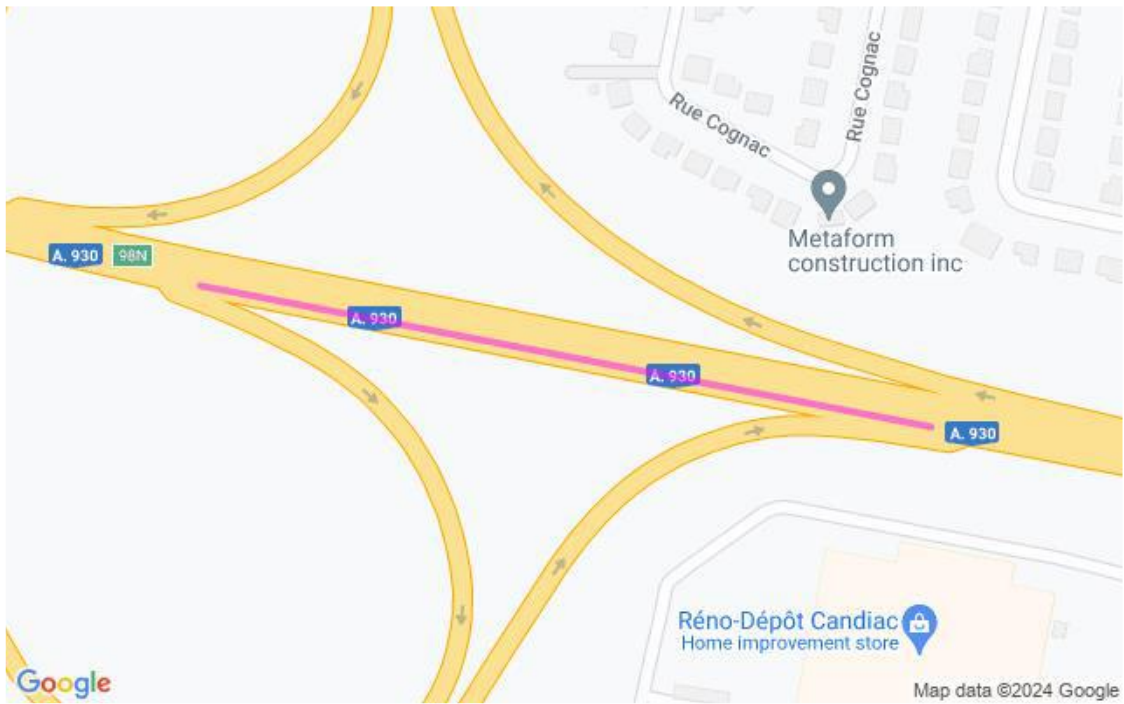 Rue Cognac
Rue Cognac
Metaform
construction inc
A. 930
98N
A. 930
A. 930
A. 930
Réno-Dépôt Candiac
Home improvement store
Google
Map data ©2024 Google